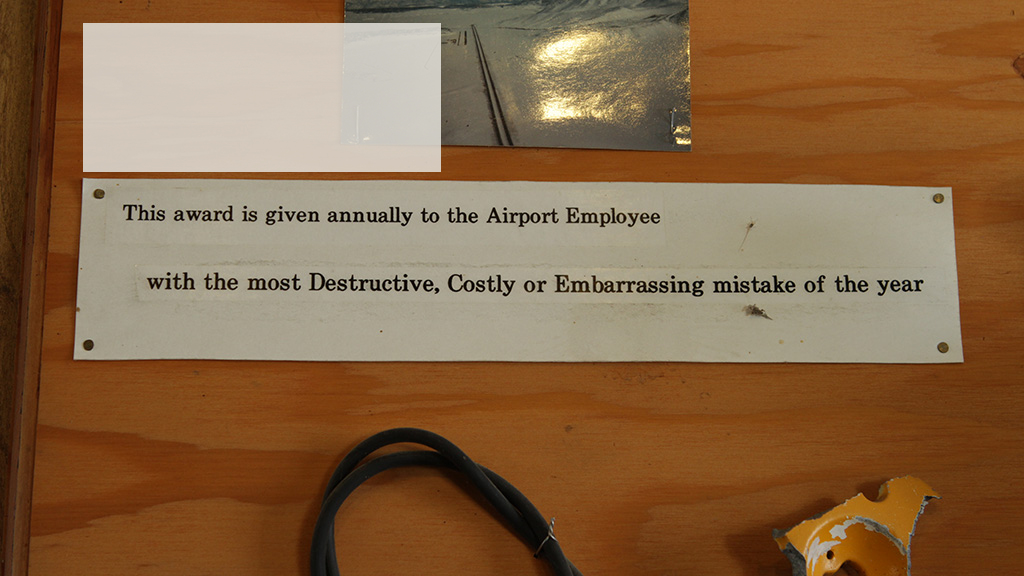 This award is given annually to the Airport Employee
with the most Destructive, Costly or Embarrassing mistake of the year